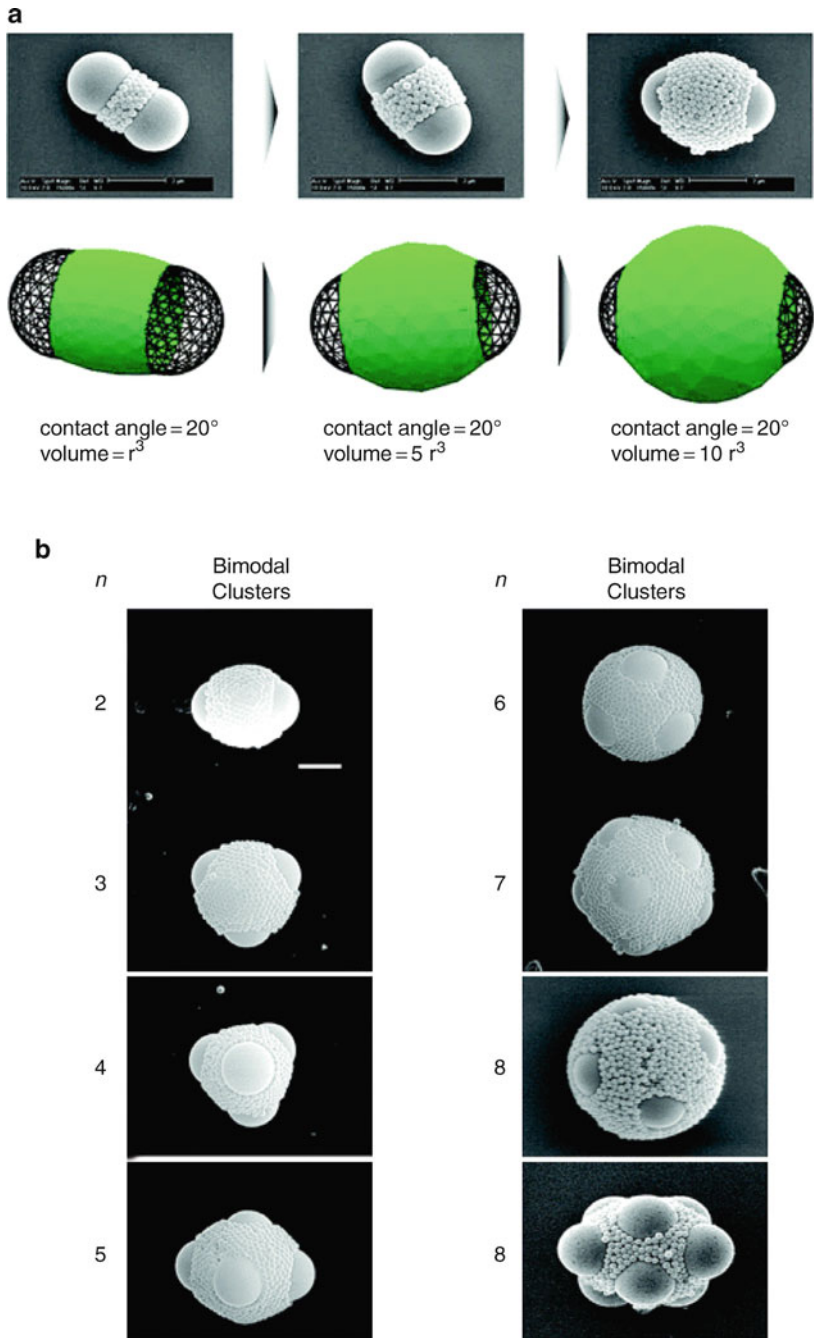 a
contact angle = 20°
volume = r³
contact angle = 20°
volume = 5 r³
contact angle = 20°
volume = 10 r³
b
n
Bimodal
Clusters
n
Bimodal
Clusters
2
6
3
7
4
8
5
8